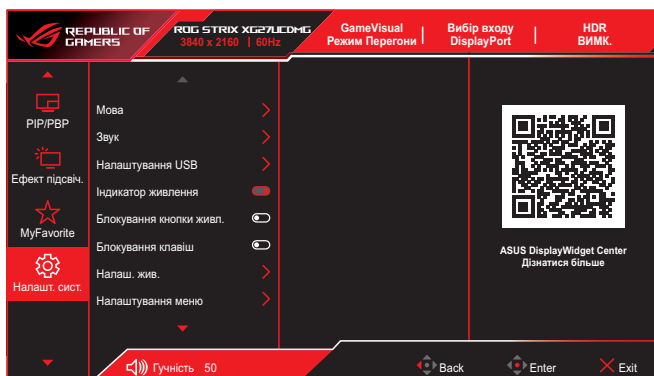 REPUBLIC OF
GAMERS
ROG STRIX XG27UCDMG
3840 x 2160 | 60Hz
GameVisual
Режим Перегони
Вибір входу
DisplayPort
HDR
ВИМК.
PIP/PBP
Ефект підсвіч.
MyFavorite
Налашт. сист.
Мова
Звук
Налаштування USB
Індикатор живлення
Блокування кнопки живл.
Блокування клавіш
Налаш. жив.
Налаштування меню
ASUS DisplayWidget Center
Дізнатися більше
Гучність 50
Back
Enter
Exit